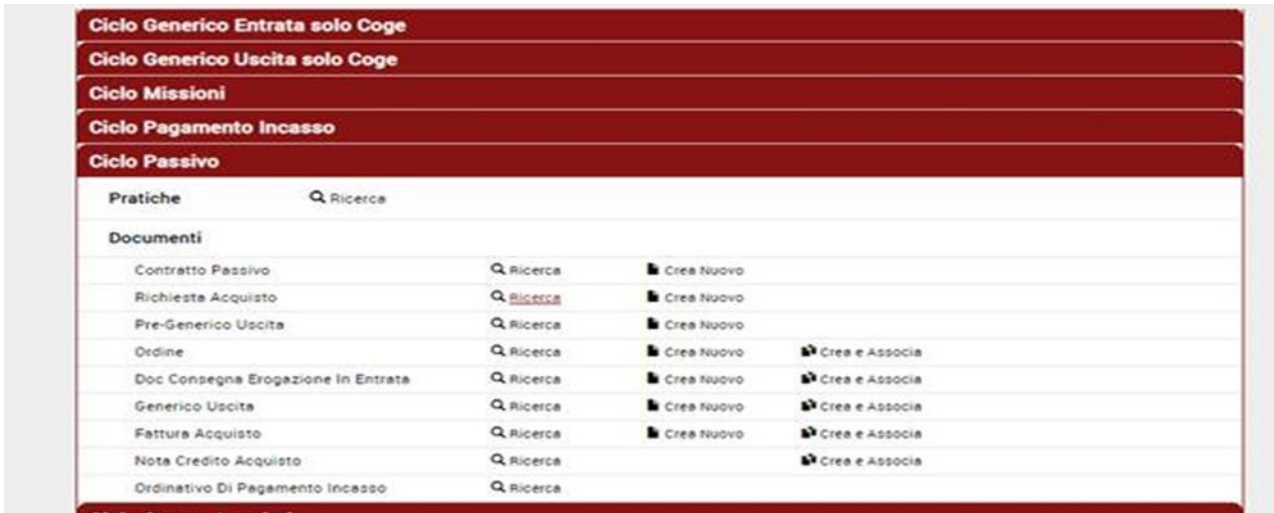 Ciclo Generico Entrata solo Coge
Ciclo Generico Uscita solo Coge
Ciclo Missioni
Ciclo Pagamento Incasso
Ciclo Passivo
Pratiche Ricerca
Documenti
Contratto Passivo Ricerca Crea Nuovo
Richiesta Acquisto Ricerca Crea Nuovo
Pre-Generico Uscita Ricerca Crea Nuovo
Ordine Ricerca Crea Nuovo Crea e Associa
Doc Consegna Erogazione In Entrata Ricerca Crea Nuovo Crea e Associa
Generico Uscita Ricerca Crea Nuovo Crea e Associa
Fattura Acquisto Ricerca Crea Nuovo Crea e Associa
Nota Credito Acquisto Ricerca Crea e Associa
Ordinativo Di Pagamento Incasso Ricerca